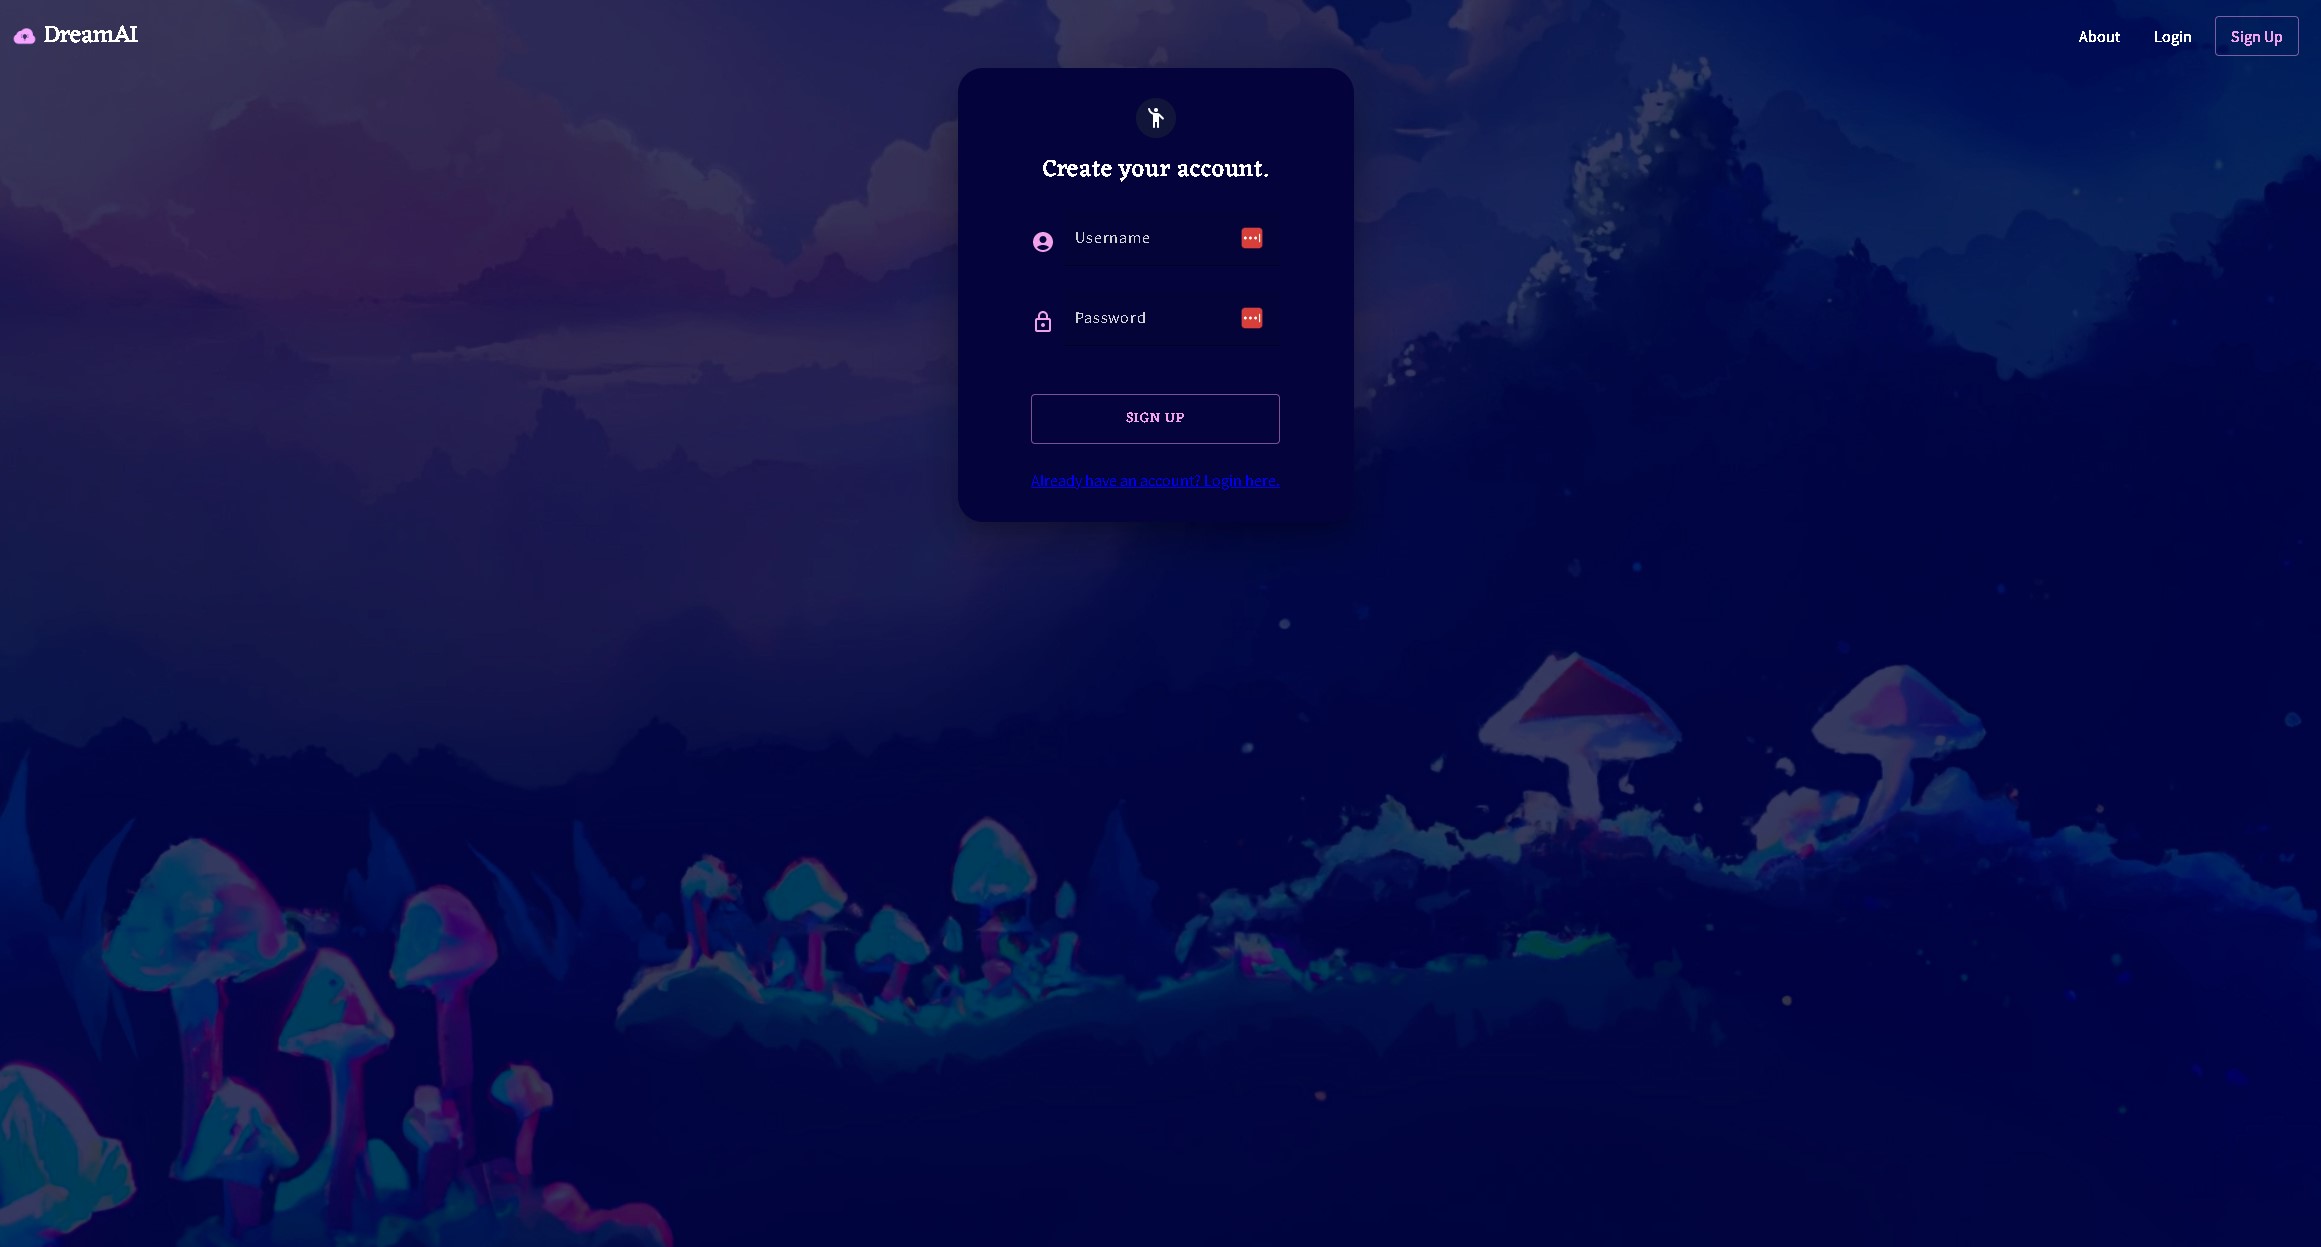 DreamAI
About
Login
Sign Up
Create your account.
Username
Password
SIGN UP
Already have an account? Login here.